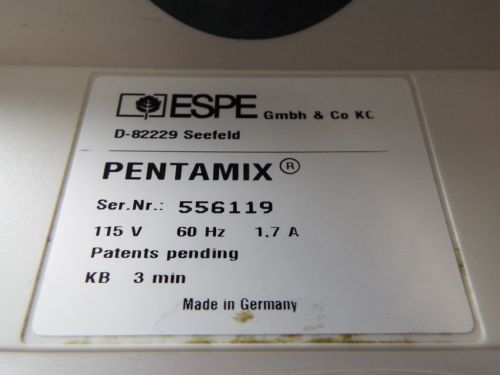 ESPE Gmbh & Co KG
D-82229 Seefeld
PENTAMIX®
Ser.Nr.: 556119
115 V 60 Hz 1,7 A
Patents pending
KB 3 min
Made in Germany